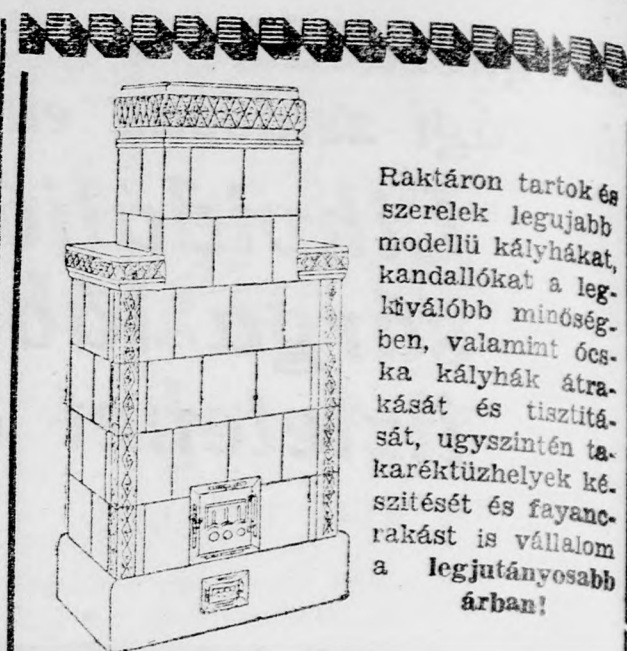 Raktáron tartok és
szerelek legujabb
modellü kályhákat,
kandallókat a leg-
kiválóbb minőség-
ben, valamint ócs-
ka kályhák átra-
kását és tisztitá-
sát, ugyszintén ta-
karéktüzhelyek ké-
szitését és fayanc-
rakást is vállalom
a legjutányosabb
árban!